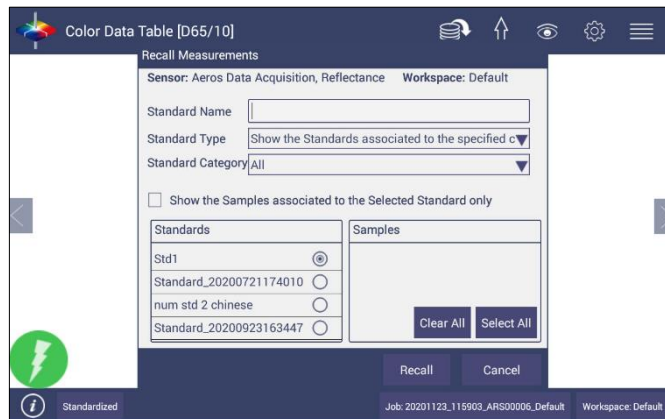 Color Data Table [D65/10]
Recall Measurements
Sensor: Aeros Data Acquisition, Reflectance Workspace: Default
Standard Name
Standard Type Show the Standards associated to the specified c
Standard Category All
Show the Samples associated to the Selected Standard only
Standards Samples
Std1
Standard_20200721174010
num std 2 chinese
Standard_20200923163447
Clear All Select All
Recall Cancel
Standardized Job: 20201123_115903_ARS00006_Default Workspace: Default